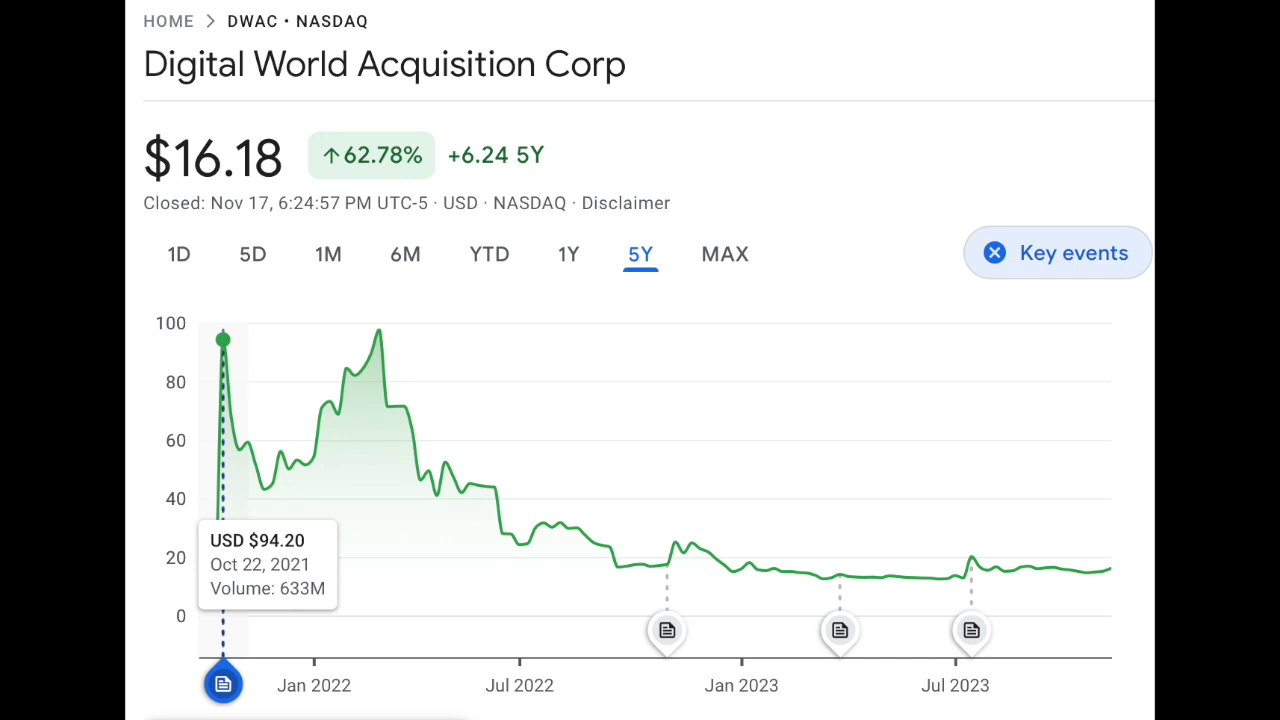 HOME > DWAC • NASDAQ
Digital World Acquisition Corp
$16.18 ↑62.78% +6.24 5Y
Closed: Nov 17, 6:24:57 PM UTC-5 · USD · NASDAQ · Disclaimer
1D 5D 1M 6M YTD 1Y 5Y MAX Key events
100
80
60
40
20
0
USD $94.20
Oct 22, 2021
Volume: 633M
Jan 2022 Jul 2022 Jan 2023 Jul 2023